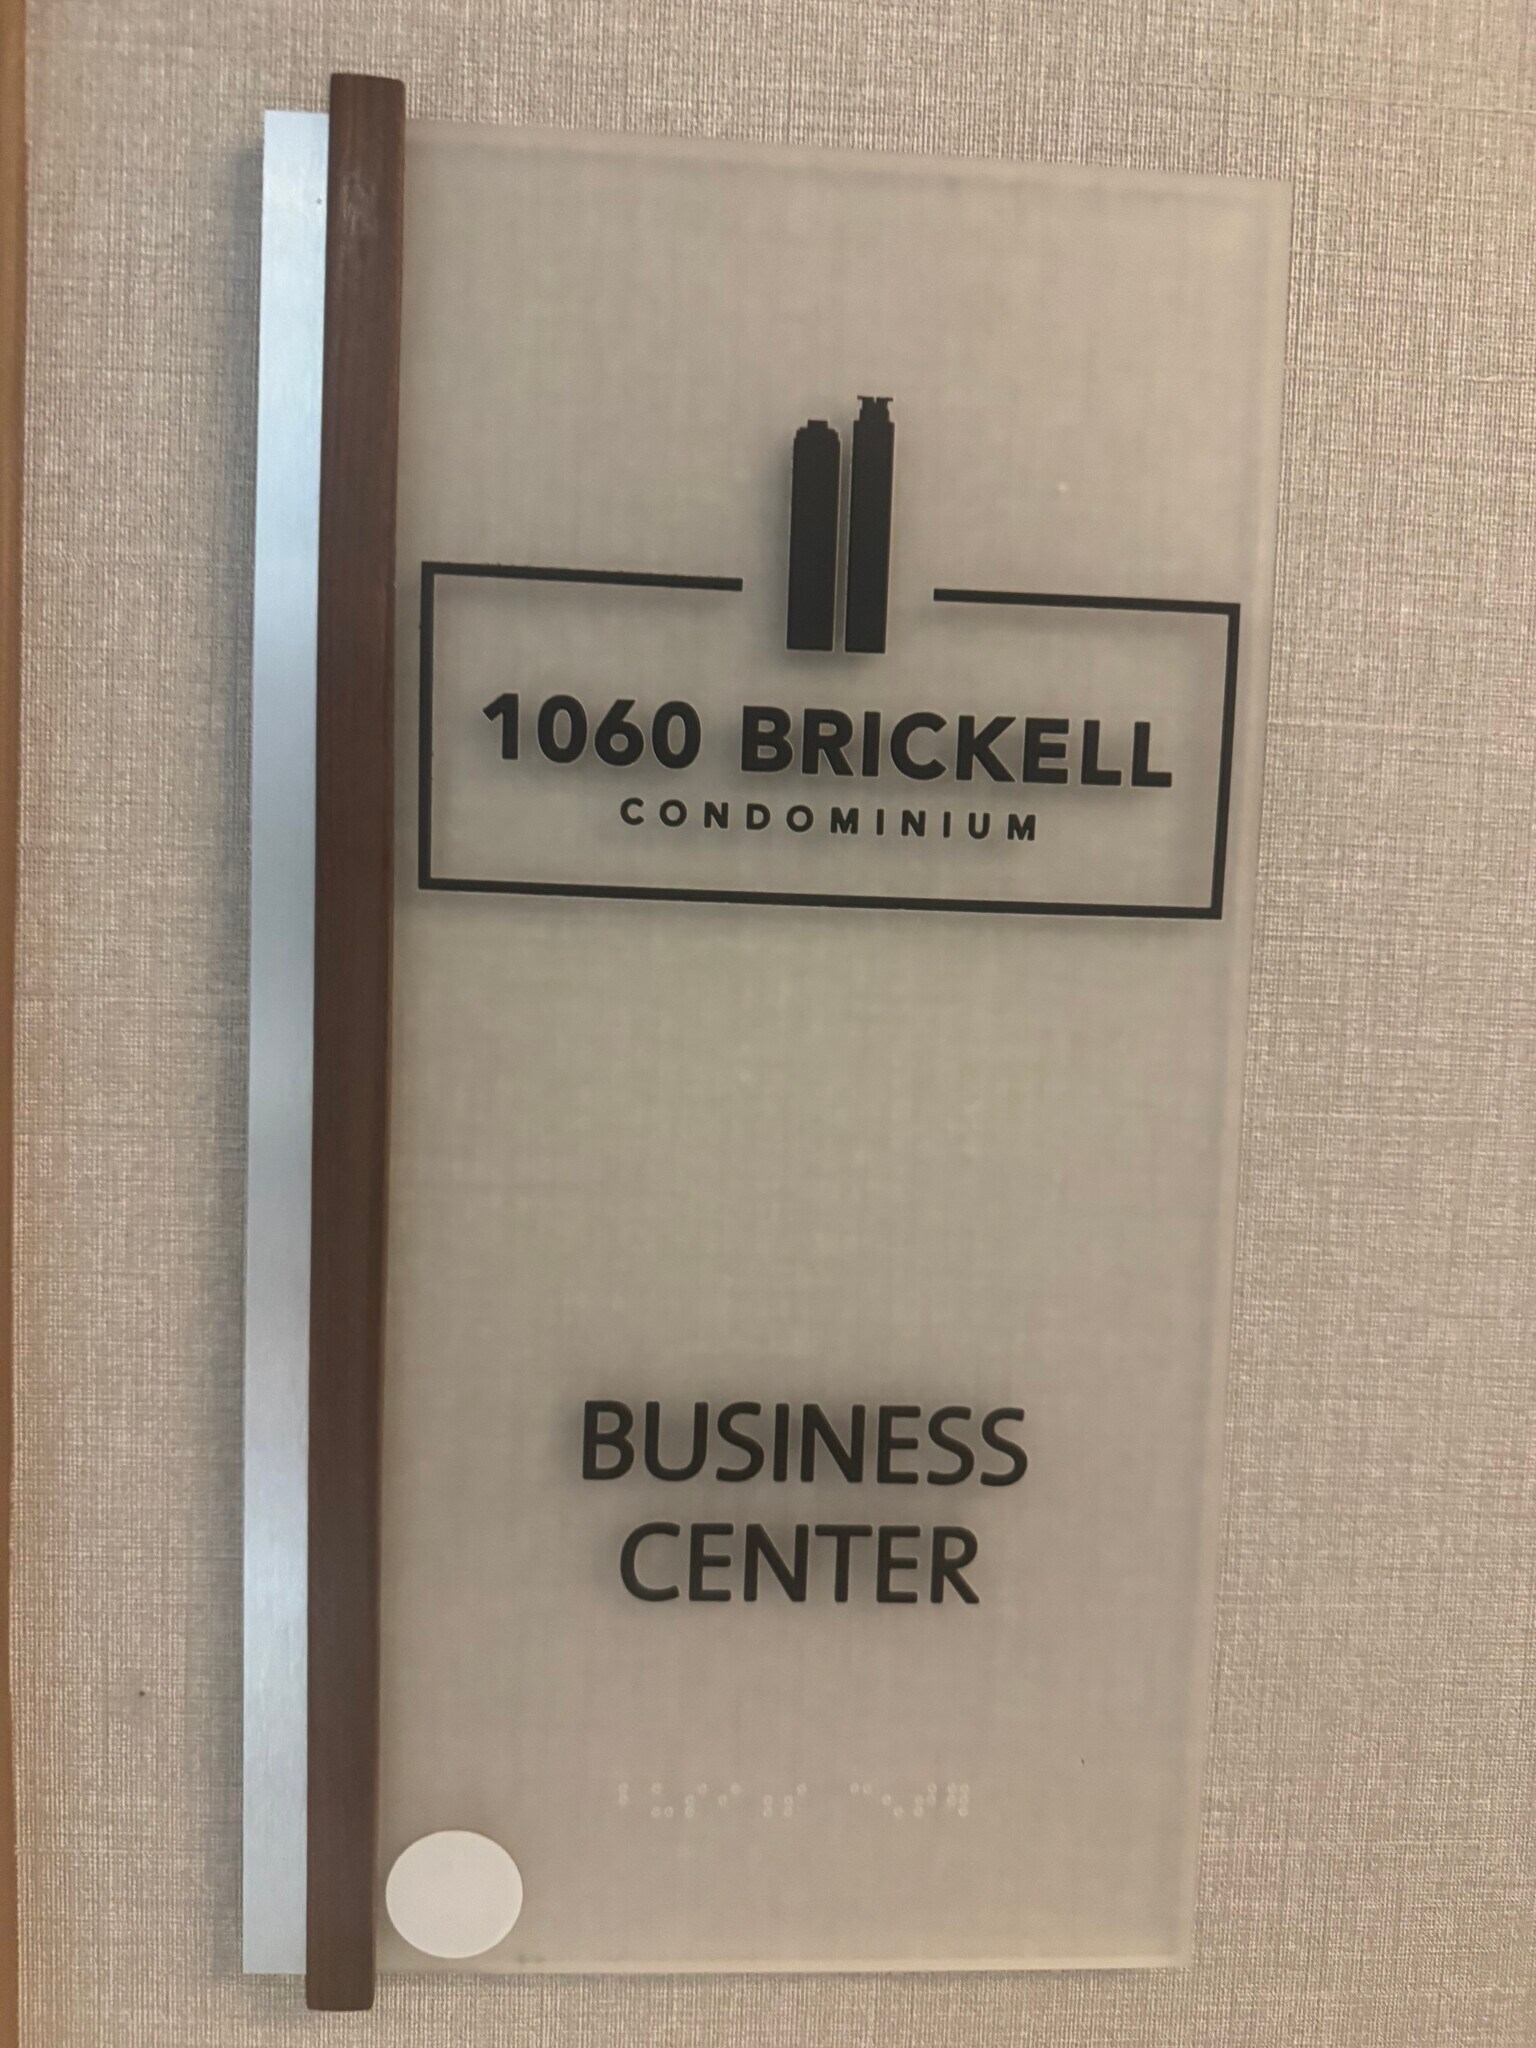 1060 BRICKELL
CONDOMINIUM
BUSINESS
CENTER